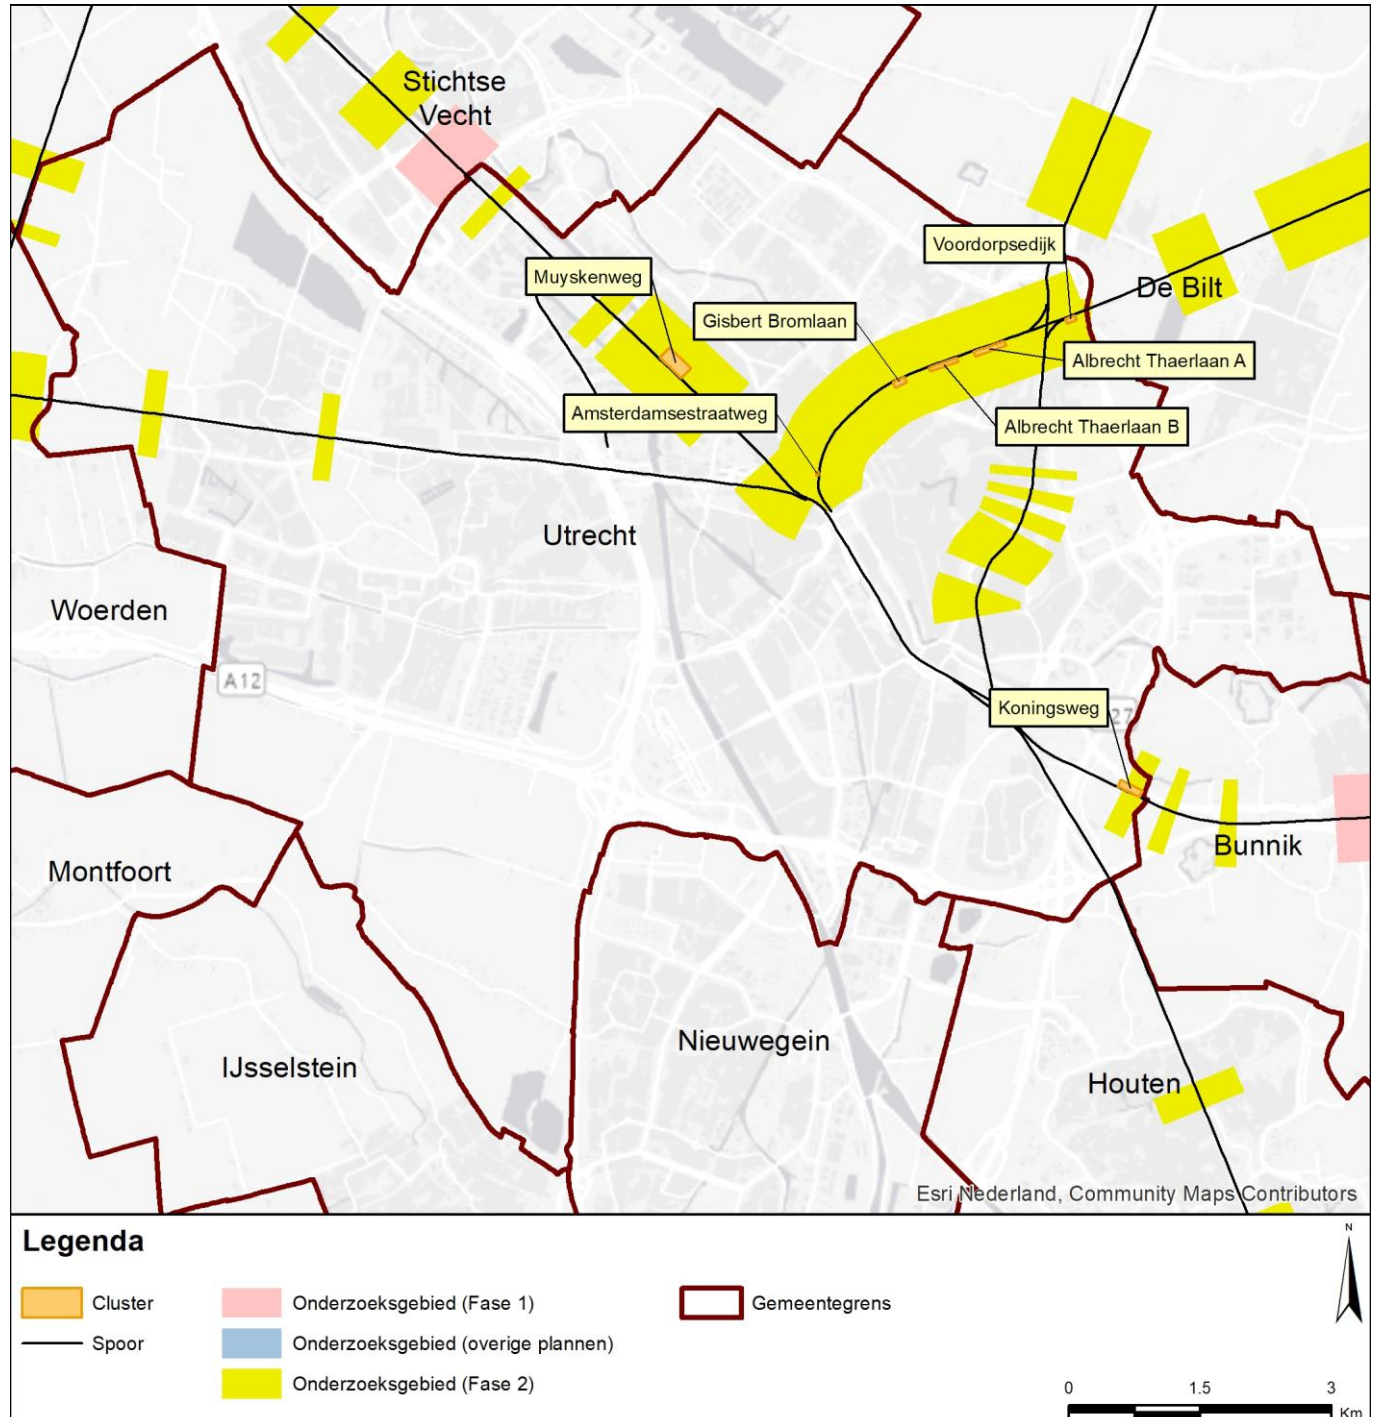 Stichtse
Vecht
Voordorpsedijk
Muyskenweg
De Bilt
Gisbert Bromlaan
Albrecht Thaerlaan A
Amsterdamsestraatweg
Albrecht Thaerlaan B
Utrecht
Woerden
A12
Koningsweg
27
Bunnik
Montfoort
Nieuwegein
IJsselstein
Houten
Esri Nederland, Community Maps Contributors
Legenda
N
Cluster
Onderzoeksgebied (Fase 1)
Gemeentegrens
Spoor
Onderzoeksgebied (overige plannen)
Onderzoeksgebied (Fase 2)
0 1.5 3
Km